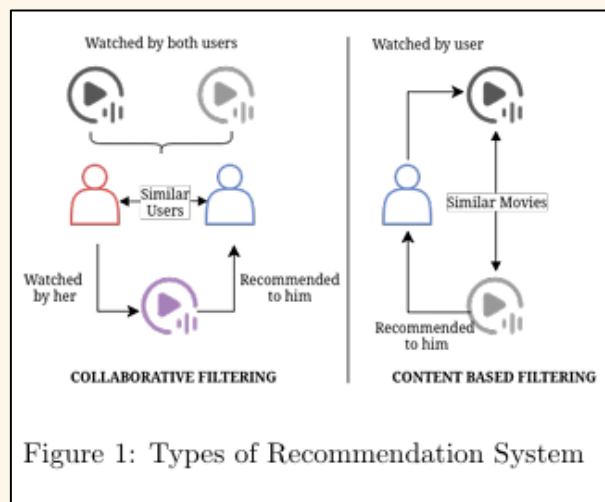 Watched by both users
Similar
Users
Watched
by her
Recommended
to him
COLLABORATIVE FILTERING
Watched by user
Similar Movies
Recommended
to him
CONTENT BASED FILTERING
Figure 1: Types of Recommendation System